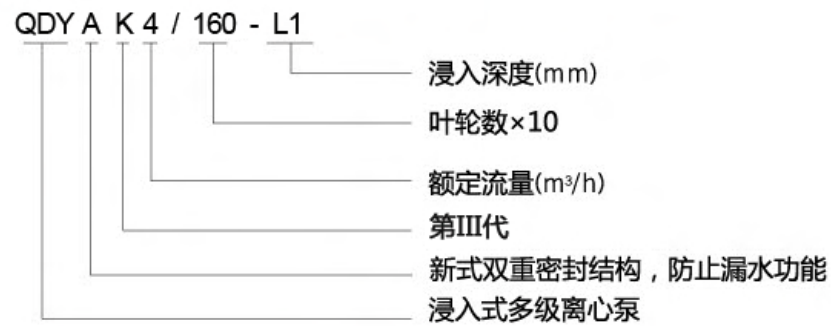 QDY A K 4 / 160 - L1
浸入深度(mm)
叶轮数×10
额定流量(m³/h)
第III代
新式双重密封结构，防止漏水功能
浸入式多级离心泵